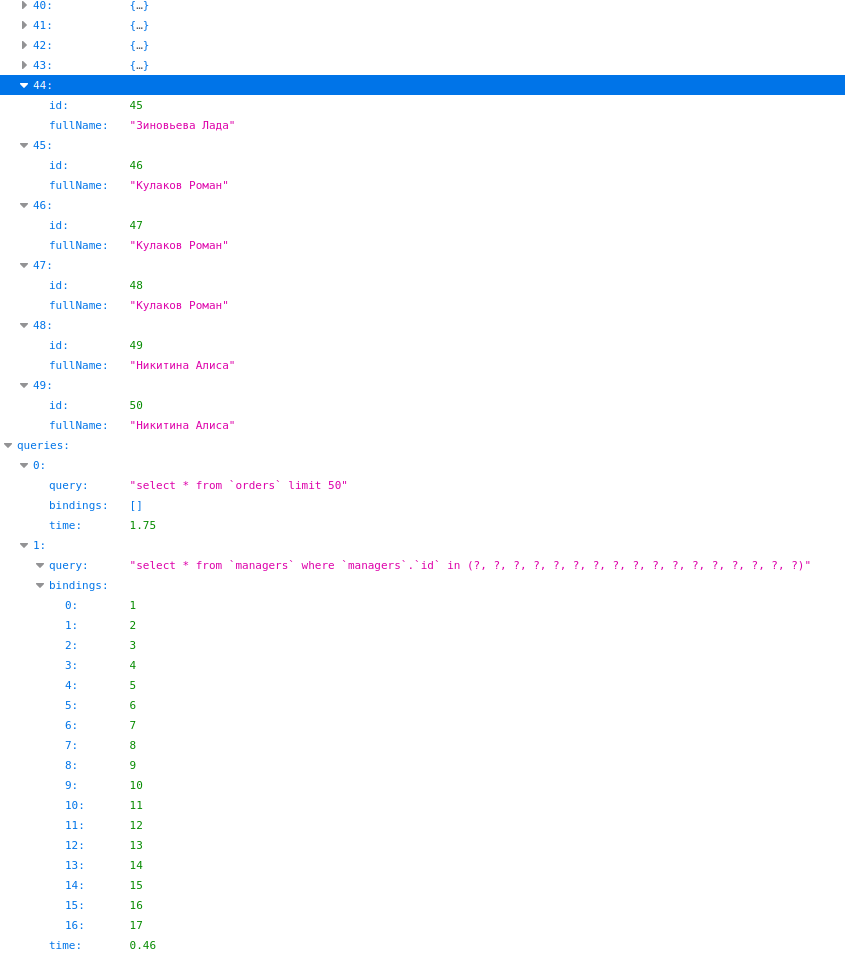 40: {…}
41: {…}
42: {…}
43: {…}
44:
id: 45
fullName: "Зиновьева Лада"
45:
id: 46
fullName: "Кулаков Роман"
46:
id: 47
fullName: "Кулаков Роман"
47:
id: 48
fullName: "Кулаков Роман"
48:
id: 49
fullName: "Никитина Алиса"
49:
id: 50
fullName: "Никитина Алиса"
queries:
0:
query: "select * from `orders` limit 50"
bindings: []
time: 1.75
1:
query: "select * from `managers` where `managers`.`id` in (?, ?, ?, ?, ?, ?, ?, ?, ?, ?, ?, ?, ?, ?, ?, ?, ?)"
bindings:
0: 1
1: 2
2: 3
3: 4
4: 5
5: 6
6: 7
7: 8
8: 9
9: 10
10: 11
11: 12
12: 13
13: 14
14: 15
15: 16
16: 17
time: 0.46